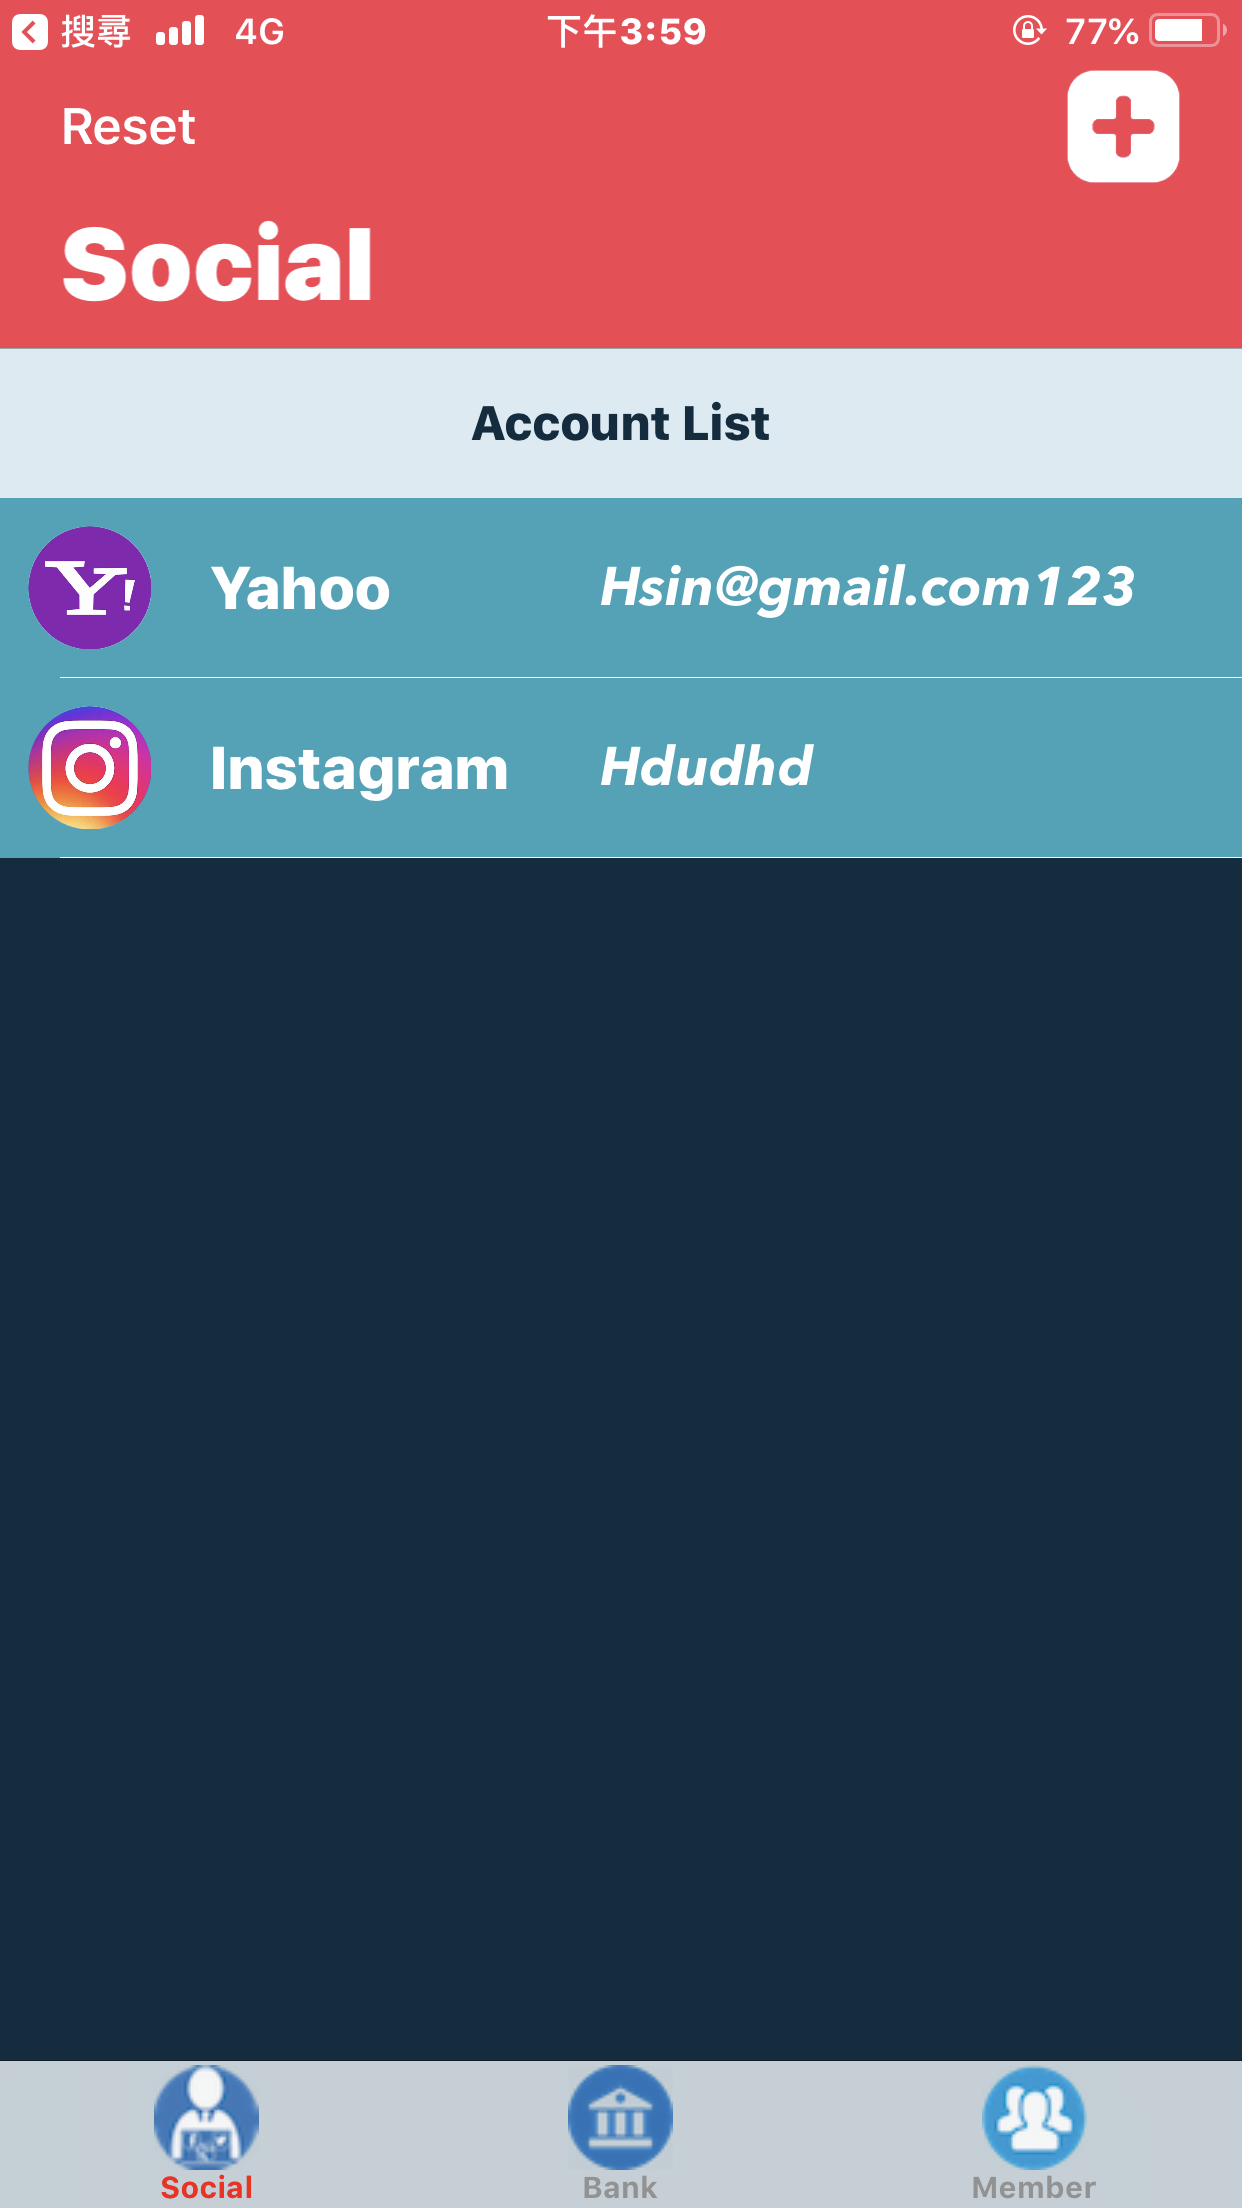 搜尋 4G 下午3:59 77%
Reset
Social
Account List
Y! Yahoo Hsin@gmail.com123
Instagram Hdudhd
Social Bank Member